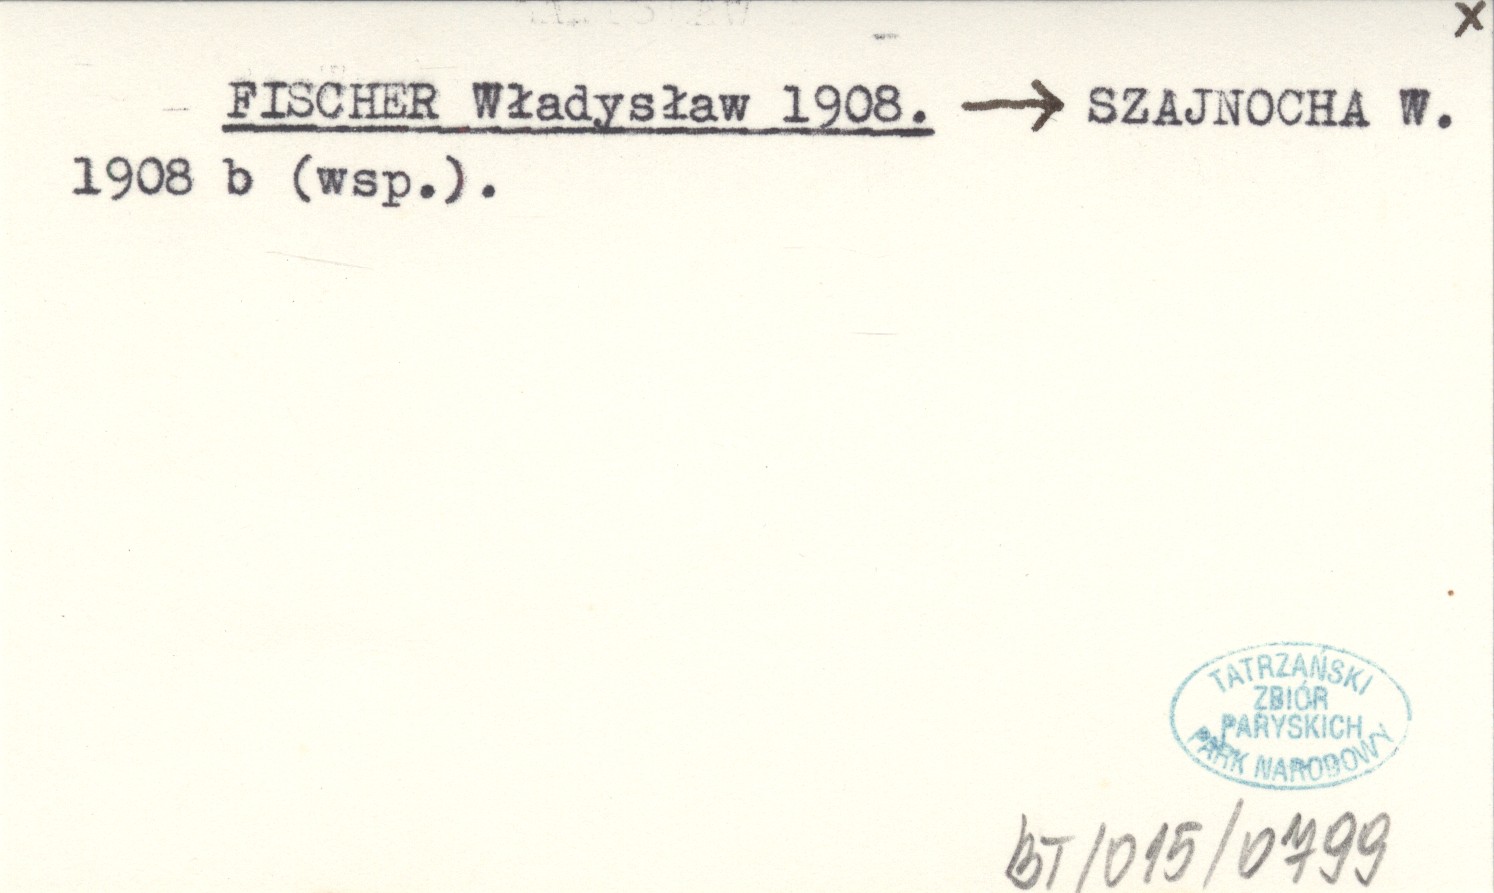 x
FISCHER Władysław 1908. → SZAJNOCHA W.
1908 b (wsp.).
TATRZAŃSKI
ZBIÓR
PARYSKICH
PARK NARODOWY
BT/015/0799